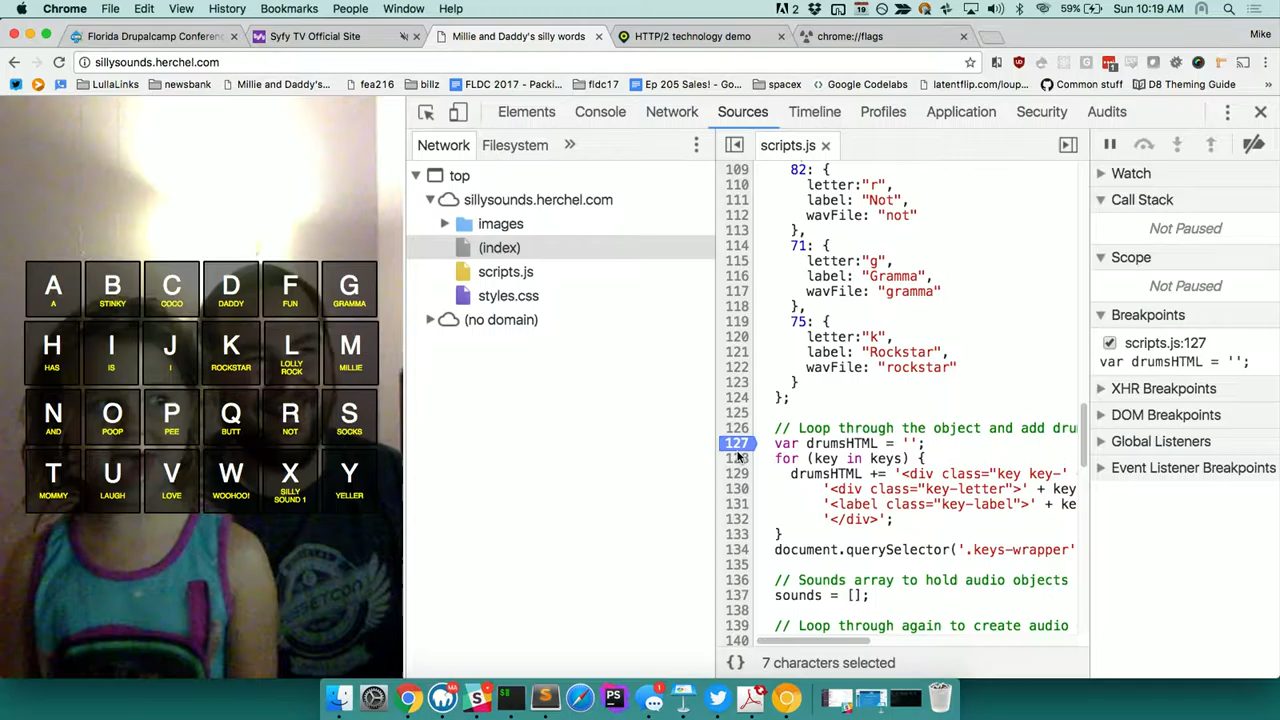 Chrome File Edit View History Bookmarks People Window Help
2 19 59% Sun 10:19 AM
Florida Drupalcamp Conferen × Syfy TV Official Site × Millie and Daddy's silly words × HTTP/2 technology demo × chrome://flags × Mike
sillysounds.herchel.com
LullaLinks newsbank Millie and Daddy's... fea216 billz FLDC 2017 - Packi... fldc17 Ep 205 Sales! - Go... spacex Google Codelabs latentflip.com/loup... Common stuff D8 Theming Guide »
Elements Console Network Sources Timeline Profiles Application Security Audits
Network Filesystem »
top
sillysounds.herchel.com
images
(index)
scripts.js
styles.css
(no domain)
A B C D F G
A STINKY COCO DADDY FUN GRAMMA
H I J K L M
HAS IS I ROCKSTAR LOLLY ROCK MILLIE
N O P Q R S
AND POOP PEE BUTT NOT SOCKS
T U V W X Y
MOMMY LAUGH LOVE WOOHOO! SILLY SOUND 1 YELLER
scripts.js ×
109 82: {
110 letter:"r",
111 label: "Not",
112 wavFile: "not"
113 },
114 71: {
115 letter:"g",
116 label: "Gramma",
117 wavFile: "gramma"
118 },
119 75: {
120 letter:"k",
121 label: "Rockstar",
122 wavFile: "rockstar"
123 }
124 };
125
126 // Loop through the object and add dru
127 var drumsHTML = '';
128 for (key in keys) {
129 drumsHTML += '<div class="key key-'
130 '<div class="key-letter">' + key
131 '<label class="key-label">' + ke
132 '</div>';
133 }
134 document.querySelector('.keys-wrapper'
135
136 // Sounds array to hold audio objects
137 sounds = [];
138
139 // Loop through again to create audio
140
{} 7 characters selected
Watch
Call Stack
Not Paused
Scope
Not Paused
Breakpoints
scripts.js:127
var drumsHTML = '';
XHR Breakpoints
DOM Breakpoints
Global Listeners
Event Listener Breakpoints